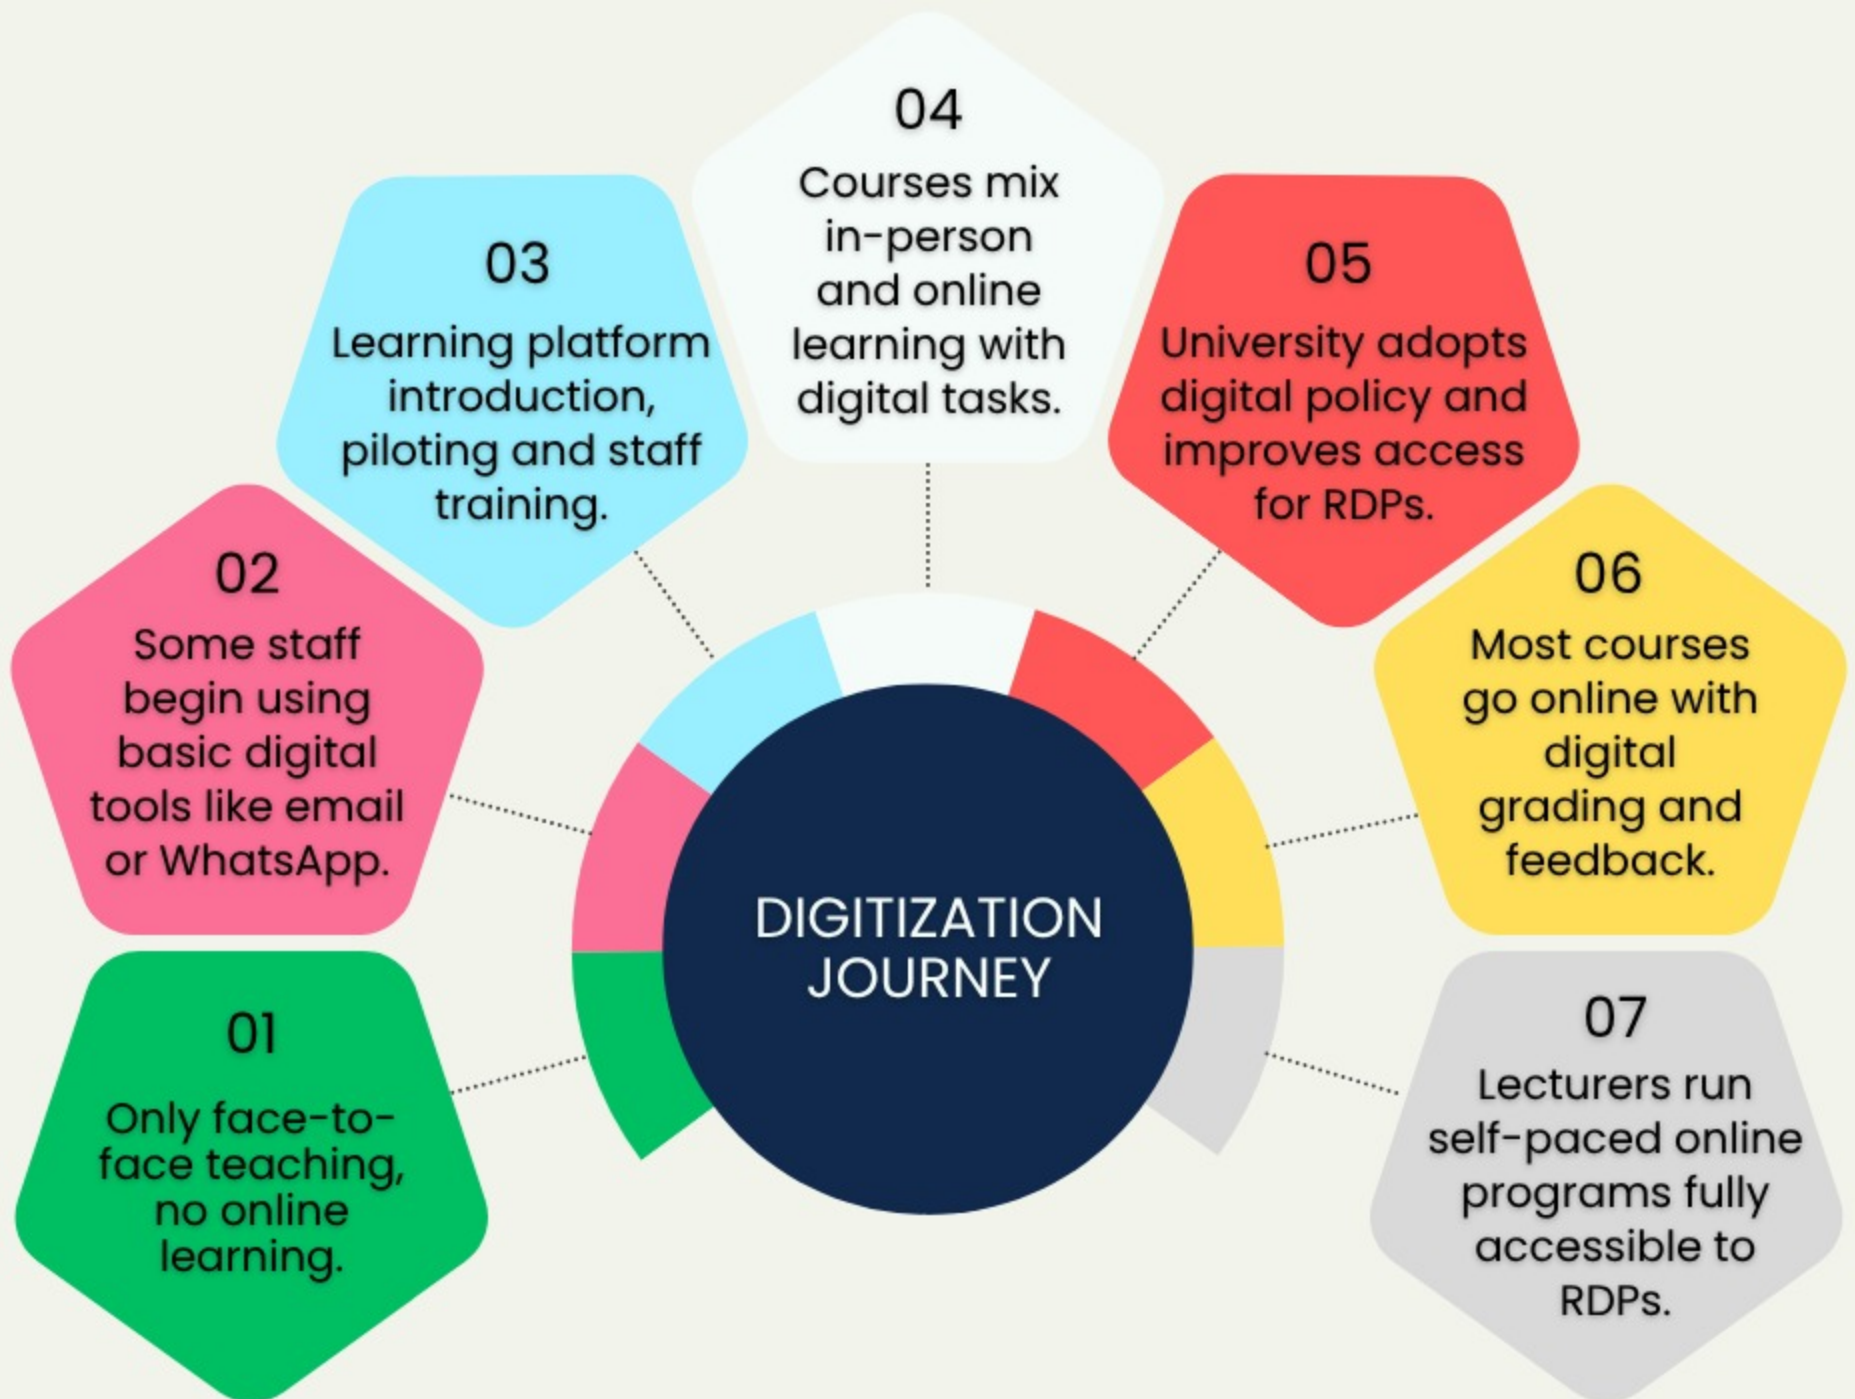 DIGITIZATION
JOURNEY
01
Only face-to-
face teaching,
no online
learning.
02
Some staff
begin using
basic digital
tools like email
or WhatsApp.
03
Learning platform
introduction,
piloting and staff
training.
04
Courses mix
in-person
and online
learning with
digital tasks.
05
University adopts
digital policy and
improves access
for RDPs.
06
Most courses
go online with
digital
grading and
feedback.
07
Lecturers run
self-paced online
programs fully
accessible to
RDPs.